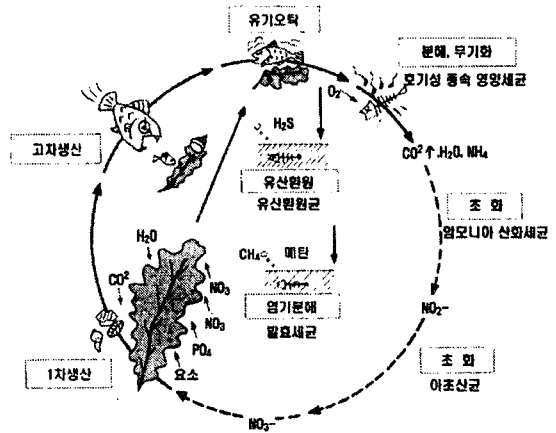 유기오탁
분해, 무기화
호기성 종속 영양세균
O₂
H₂S
고차생산
CO² ↑.H₂O, NH₄
유산환원
유산환원균
초 화
암모니아 산화세균
H₂O
CO²
NO₃
NO₃
PO₄
요소
CH₄
메탄
혐기분해
발효세균
NO₂-
1차생산
초 화
아초산균
NO₃-